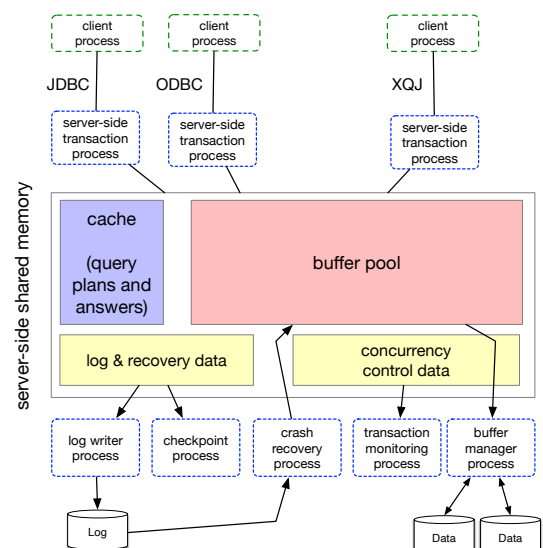 client
process
client
process
client
process
JDBC
ODBC
XQJ
server-side
transaction
process
server-side
transaction
process
server-side
transaction
process
server-side shared memory
cache
(query
plans and
answers)
buffer pool
log & recovery data
concurrency
control data
log writer
process
checkpoint
process
crash
recovery
process
transaction
monitoring
process
buffer
manager
process
Log
Data
Data